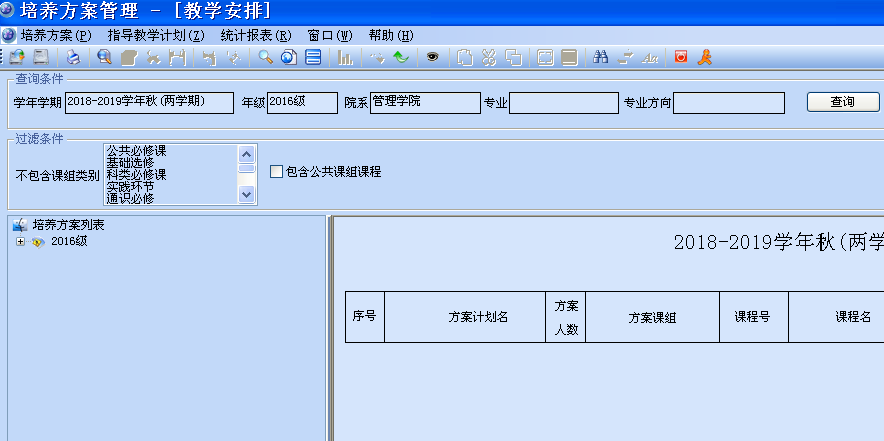 培养方案管理 - [教学安排]
培养方案(P) 指导教学计划(Z) 统计报表(R) 窗口(W) 帮助(H)
查询条件
学年学期 2018-2019学年秋(两学期) 年级 2016级 院系 管理学院 专业 专业方向 查询
过滤条件
不包含课组类别
公共必修课
基础选修
科类必修课
实践环节
通识必修
包含公共课组课程
培养方案列表
2016级
2018-2019学年秋(两学
序号 方案计划名 方案人数 方案课组 课程号 课程名